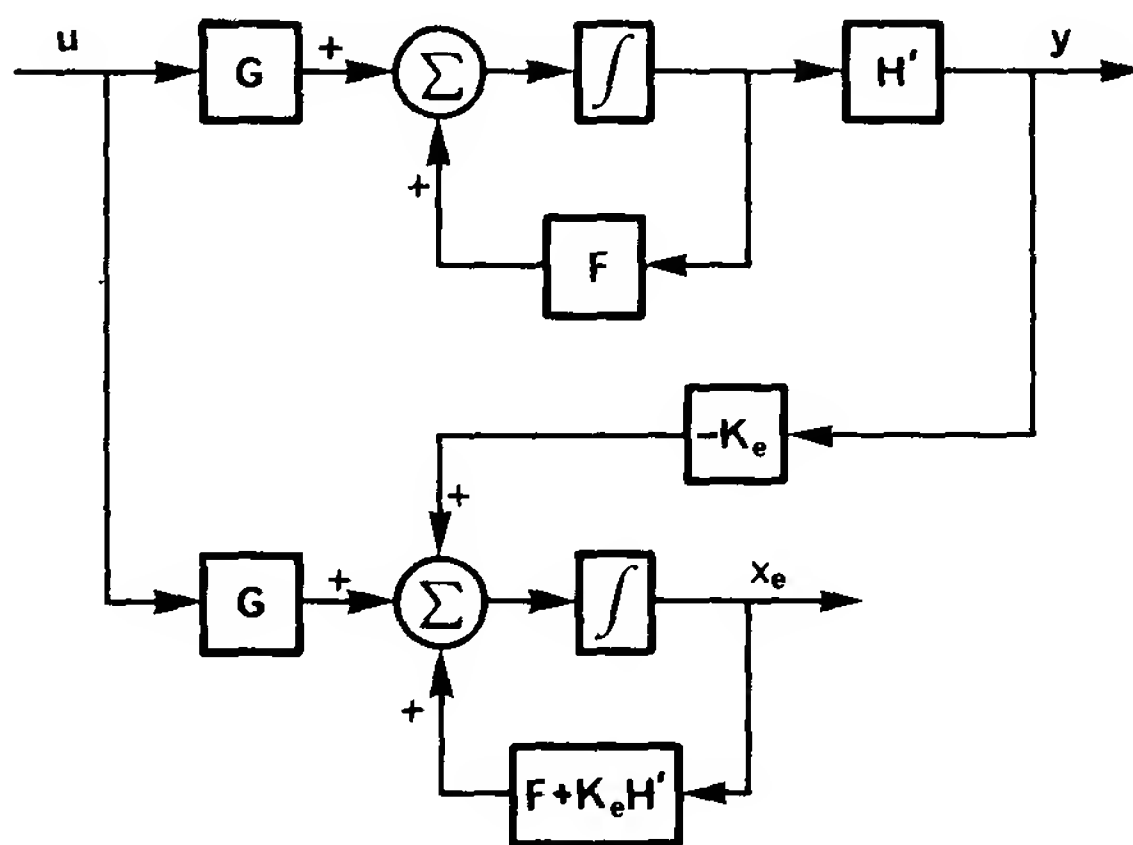 u
G
+
Σ
∫
H′
y
+
F
−Kₑ
+
G
+
Σ
∫
xₑ
+
F+KₑH′